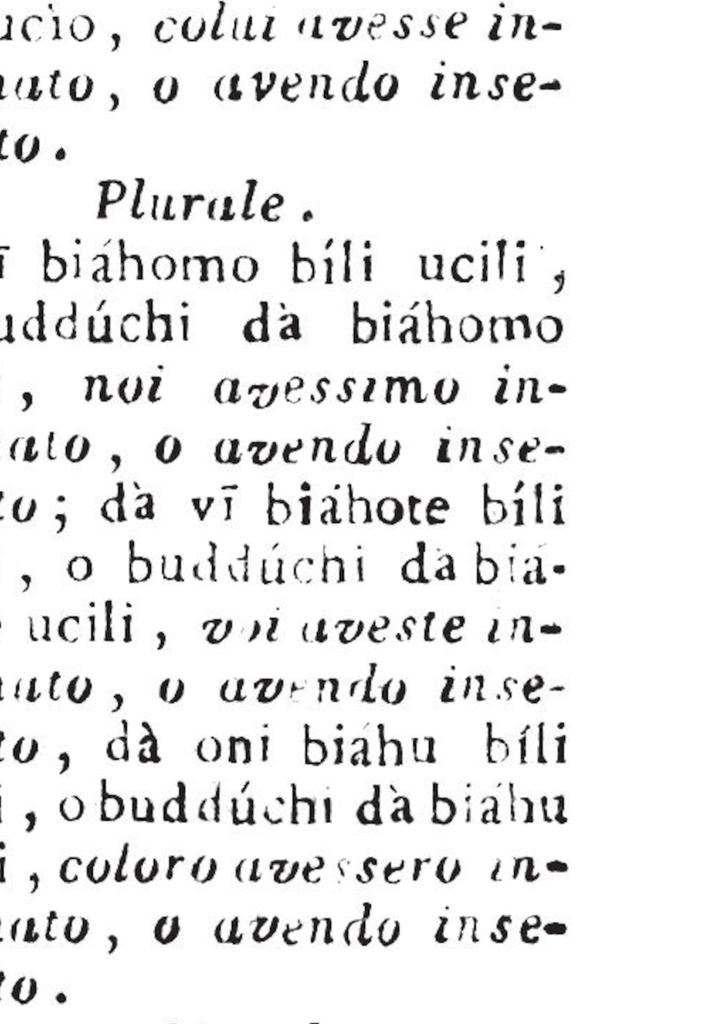 ucio, colui avesse in-
nato, o avendo inse-
to.
Plurale.
ī biáhomo bíli ucili,
uddúchi dà biáhomo
, noi avessimo in-
nato, o avendo inse-
to; dà vī biáhote bíli
, o buddúchi dà biá-
ucili, voi aveste in-
nato, o avendo inse-
to, dà oni biáhu bíli
i, o buddúchi dà biáhu
i, coloro avessero in-
nato, o avendo inse-
to.